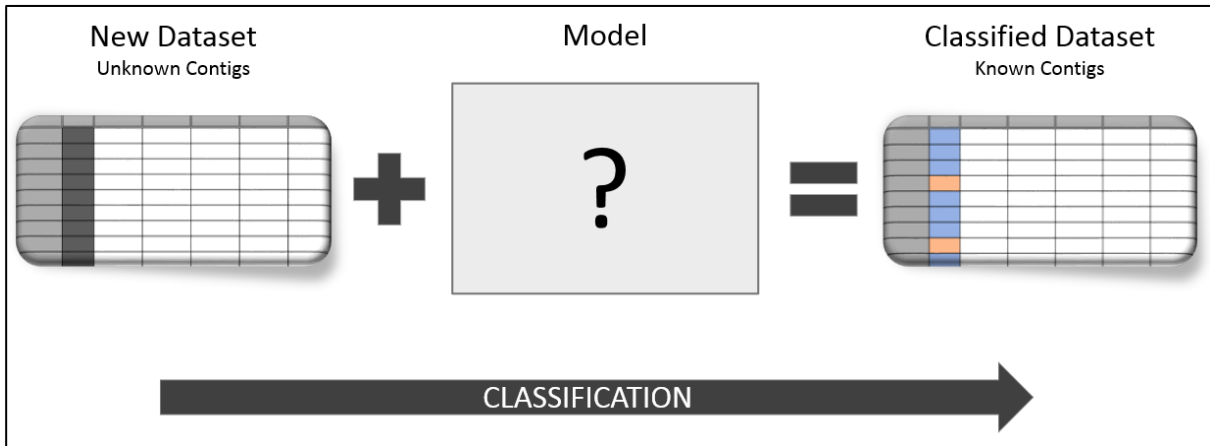 New Dataset
Unknown Contigs
Model
Classified Dataset
Known Contigs
?
CLASSIFICATION